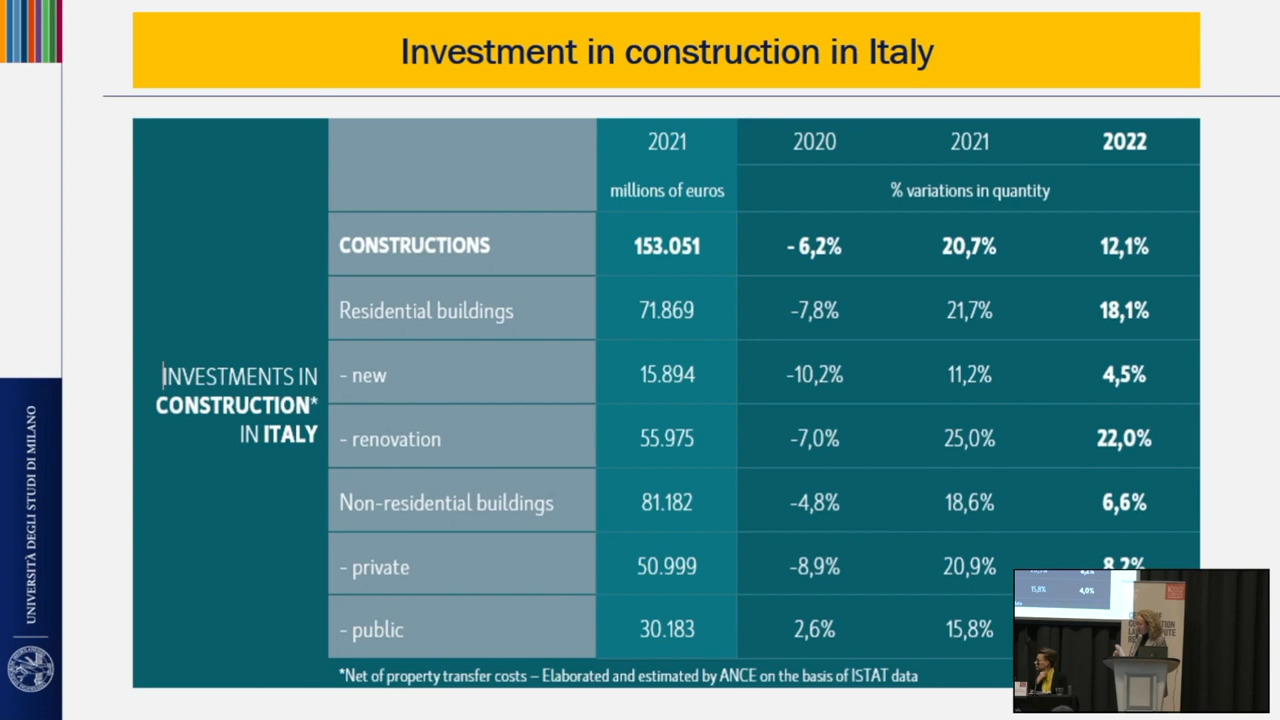 Investment in construction in Italy
2021 2020 2021 2022
millions of euros % variations in quantity
CONSTRUCTIONS 153.051 - 6,2% 20,7% 12,1%
Residential buildings 71.869 -7,8% 21,7% 18,1%
- new 15.894 -10,2% 11,2% 4,5%
- renovation 55.975 -7,0% 25,0% 22,0%
Non-residential buildings 81.182 -4,8% 18,6% 6,6%
- private 50.999 -8,9% 20,9% 8,2%
- public 30.183 2,6% 15,8%
INVESTMENTS IN
CONSTRUCTION*
IN ITALY
*Net of property transfer costs – Elaborated and estimated by ANCE on the basis of ISTAT data
UNIVERSITÀ DEGLI STUDI DI MILANO
15,8% 4,0%